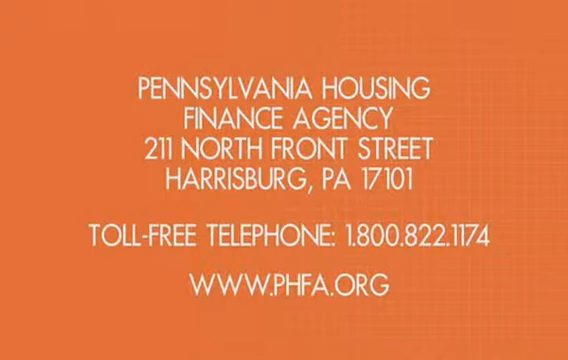 PENNSYLVANIA HOUSING
FINANCE AGENCY
211 NORTH FRONT STREET
HARRISBURG, PA 17101
TOLL-FREE TELEPHONE: 1.800.822.1174
WWW.PHFA.ORG